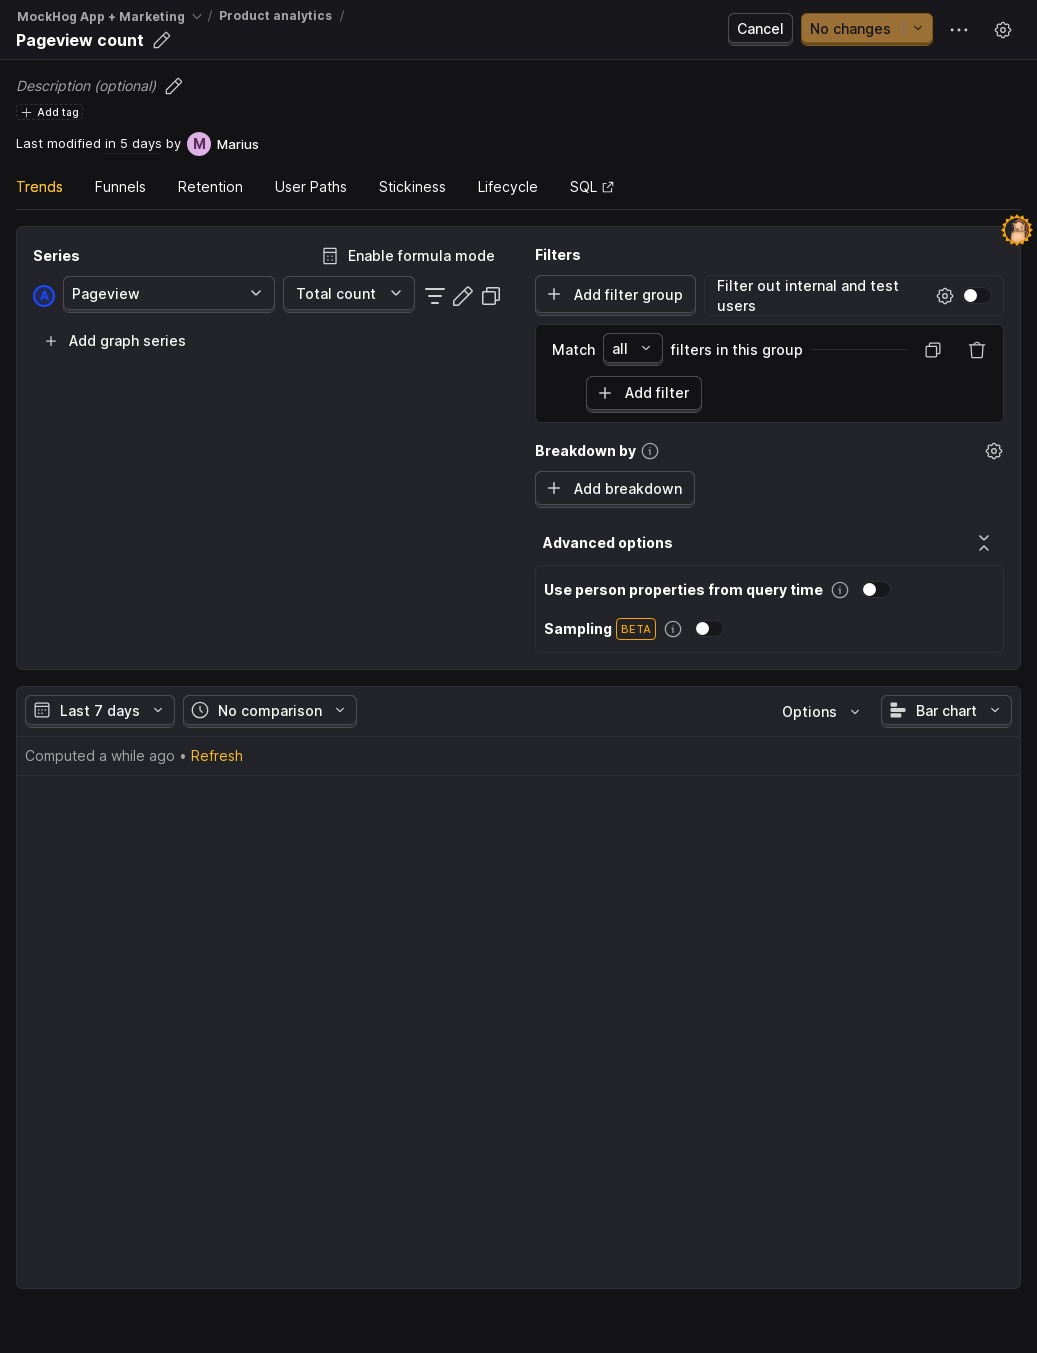 MockHog App + Marketing / Product analytics /
Pageview count
Cancel
No changes
Description (optional)
Add tag
Last modified in 5 days by M Marius
Trends
Funnels
Retention
User Paths
Stickiness
Lifecycle
SQL
Series
Enable formula mode
A
Pageview
Total count
Add graph series
Filters
Add filter group
Filter out internal and test
users
Match all filters in this group
Add filter
Breakdown by
Add breakdown
Advanced options
Use person properties from query time
Sampling BETA
Last 7 days
No comparison
Options
Bar chart
Computed a while ago • Refresh